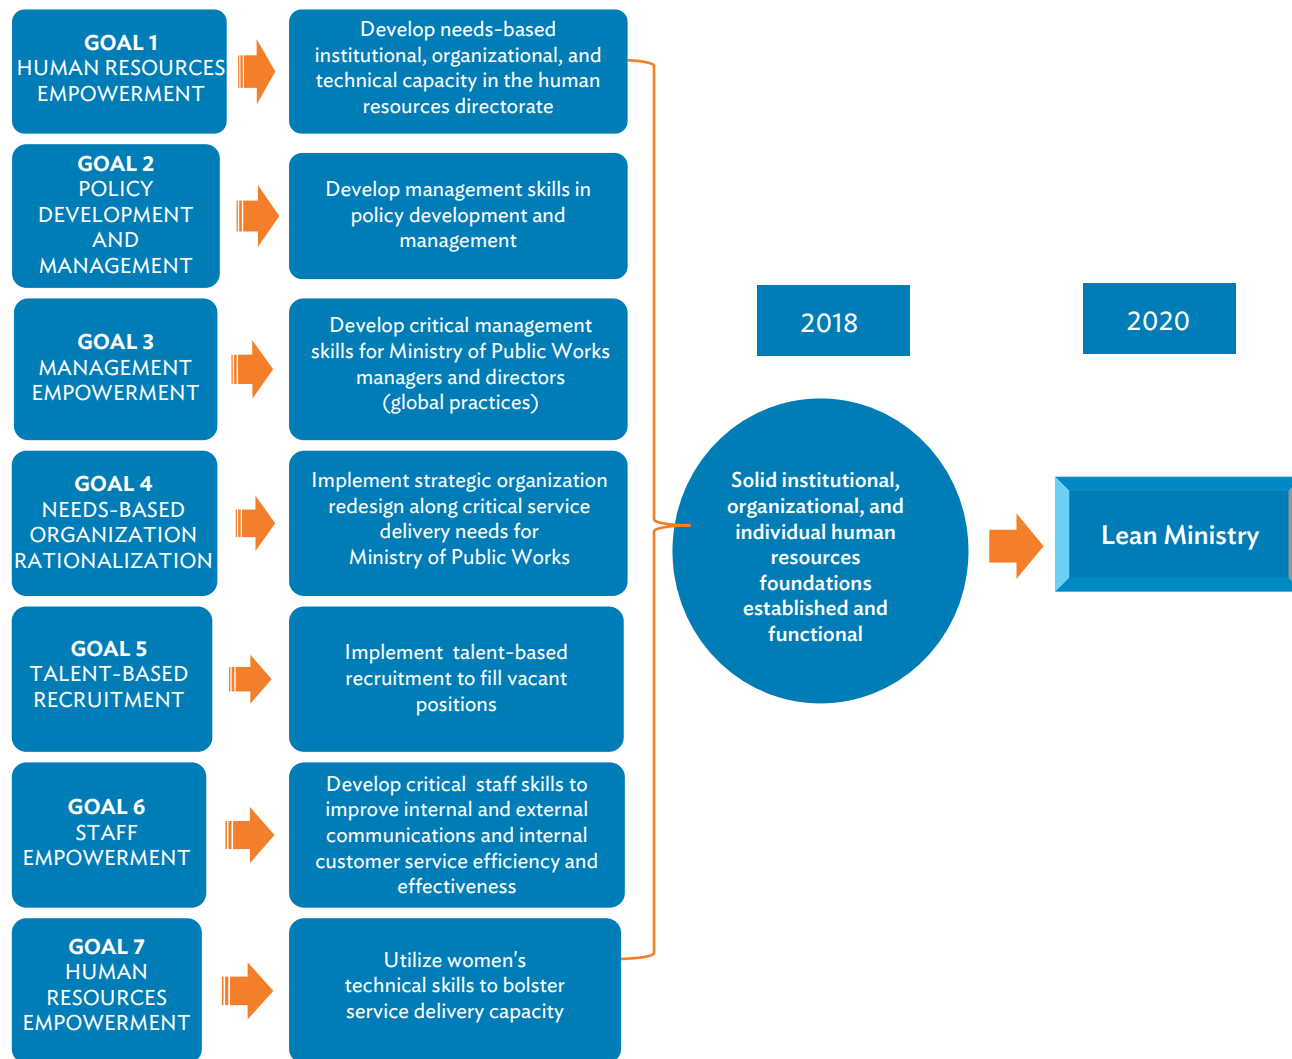 GOAL 1
HUMAN RESOURCES
EMPOWERMENT
Develop needs-based
institutional, organizational, and
technical capacity in the human
resources directorate
GOAL 2
POLICY
DEVELOPMENT
AND
MANAGEMENT
Develop management skills in
policy development and
management
GOAL 3
MANAGEMENT
EMPOWERMENT
Develop critical management
skills for Ministry of Public Works
managers and directors
(global practices)
GOAL 4
NEEDS-BASED
ORGANIZATION
RATIONALIZATION
Implement strategic organization
redesign along critical service
delivery needs for
Ministry of Public Works
GOAL 5
TALENT-BASED
RECRUITMENT
Implement talent-based
recruitment to fill vacant
positions
GOAL 6
STAFF
EMPOWERMENT
Develop critical staff skills to
improve internal and external
communications and internal
customer service efficiency and
effectiveness
GOAL 7
HUMAN
RESOURCES
EMPOWERMENT
Utilize women's
technical skills to bolster
service delivery capacity
2018
Solid institutional,
organizational, and
individual human
resources
foundations
established and
functional
2020
Lean Ministry